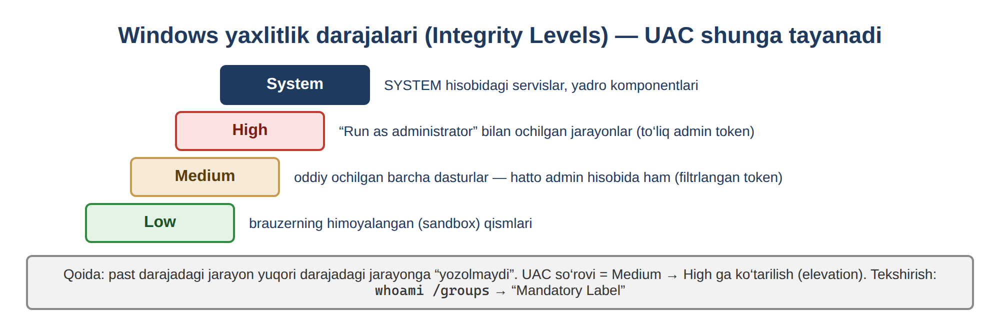 Windows yaxlitlik darajalari (Integrity Levels) — UAC shunga tayanadi
System
SYSTEM hisobidagi servislar, yadro komponentlari
High
“Run as administrator” bilan ochilgan jarayonlar (to‘liq admin token)
Medium
oddiy ochilgan barcha dasturlar — hatto admin hisobida ham (filtrlangan token)
Low
brauzerning himoyalangan (sandbox) qismlari
Qoida: past darajadagi jarayon yuqori darajadagi jarayonga “yozolmaydi”. UAC so‘rovi = Medium → High ga ko‘tarilish (elevation). Tekshirish:
whoami /groups → “Mandatory Label”